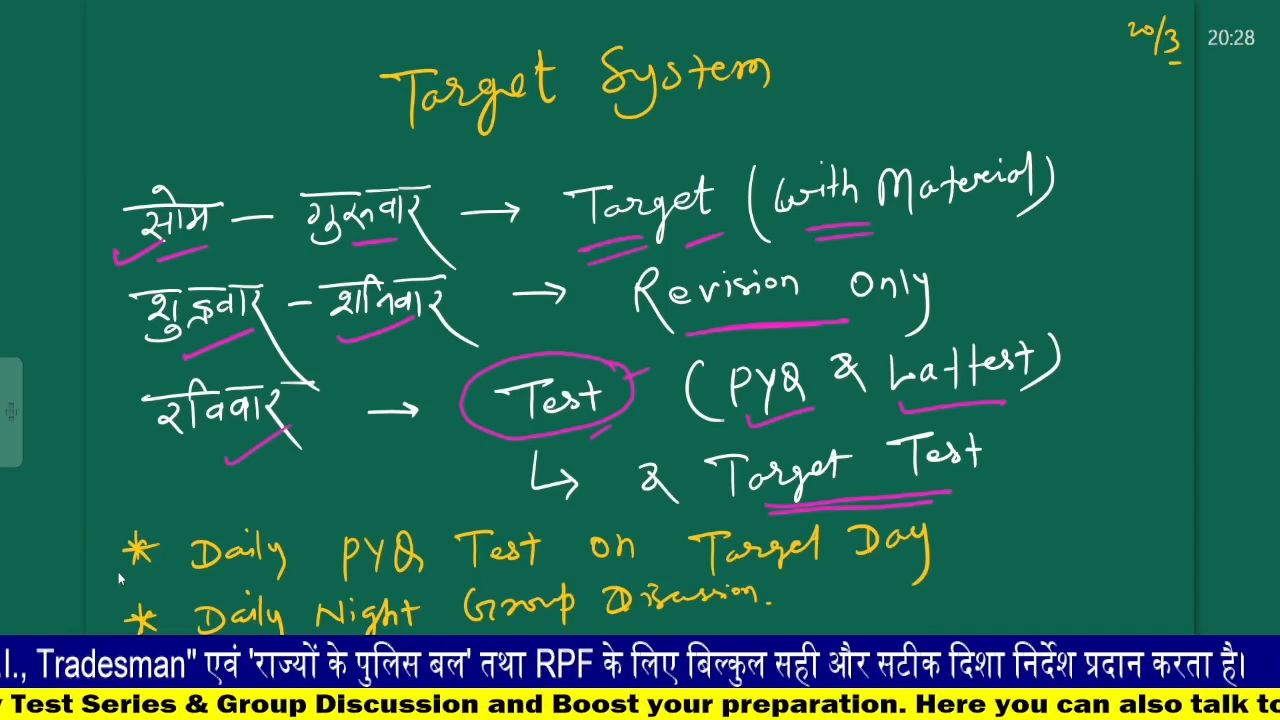 20/3 20:28
Target System
सोम - गुरूवार → Target (with Material)
शुक्रवार - शनिवार → Revision Only
रविवार → Test (PYQ & Lattest)
↳ & Target Test
* Daily PYQ Test on Target Day
* Daily Night Group Discussion.
.I., Tradesman" एवं 'राज्यों के पुलिस बल' तथा RPF के लिए बिल्कुल सही और सटीक दिशा निर्देश प्रदान करता है।
y Test Series & Group Discussion and Boost your preparation. Here you can also talk to